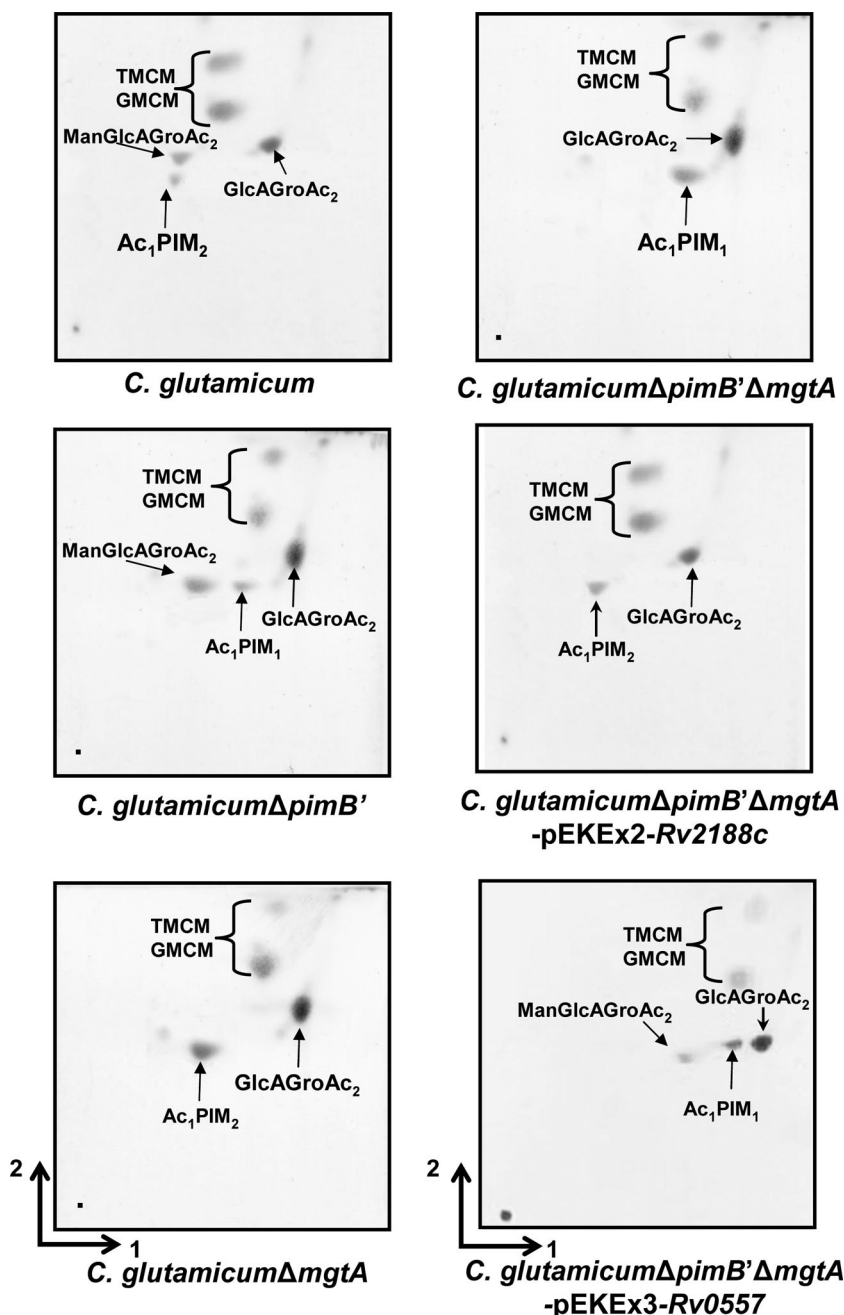 TMCM
GMCM
ManGlcAGroAc₂
GlcAGroAc₂
Ac₁PIM₂
C. glutamicum
TMCM
GMCM
GlcAGroAc₂
Ac₁PIM₁
C. glutamicumΔpimB’ΔmgtA
TMCM
GMCM
ManGlcAGroAc₂
GlcAGroAc₂
Ac₁PIM₁
C. glutamicumΔpimB’
TMCM
GMCM
GlcAGroAc₂
Ac₁PIM₂
C. glutamicumΔpimB’ΔmgtA
-pEKEx2-Rv2188c
TMCM
GMCM
GlcAGroAc₂
Ac₁PIM₂
2
1
C. glutamicumΔmgtA
TMCM
GMCM
GlcAGroAc₂
ManGlcAGroAc₂
Ac₁PIM₁
2
1
C. glutamicumΔpimB’ΔmgtA
-pEKEx3-Rv0557